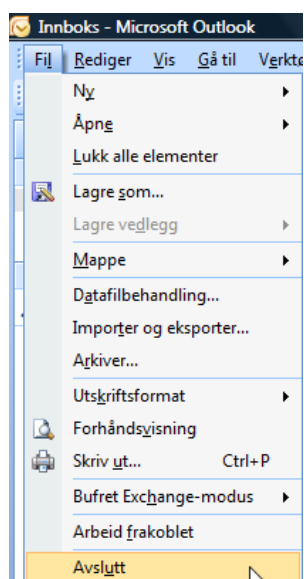 Innboks - Microsoft Outlook
Fil Rediger Vis Gå til
Ny
Åpne
Lukk alle elementer
Lagre som...
Lagre vedlegg
Mappe
Datafilbehandling...
Importer og eksporter...
Arkiver...
Utskriftsformat
Forhåndsvisning
Skriv ut... Ctrl+P
Bufret Exchange-modus
Arbeid frakoblet
Avslutt